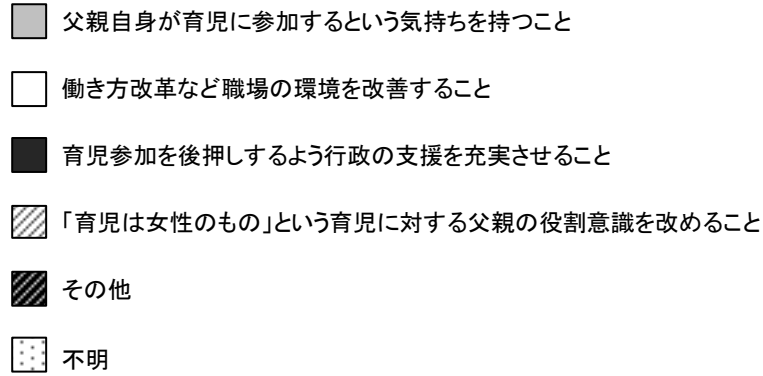 父親自身が育児に参加するという気持ちを持つこと
働き方改革など職場の環境を改善すること
育児参加を後押しするよう行政の支援を充実させること
「育児は女性のもの」という育児に対する父親の役割意識を改めること
その他
不明